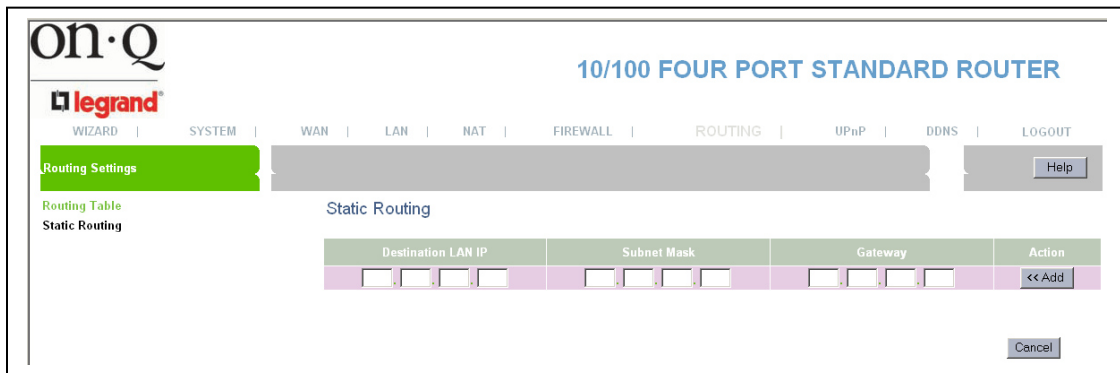 on·Q
legrand®
10/100 FOUR PORT STANDARD ROUTER
WIZARD | SYSTEM | WAN | LAN | NAT | FIREWALL | ROUTING | UPnP | DDNS | LOGOUT
Routing Settings
Help
Routing Table
Static Routing
Static Routing
Destination LAN IP Subnet Mask Gateway Action
. . . . . . . . . << Add
Cancel